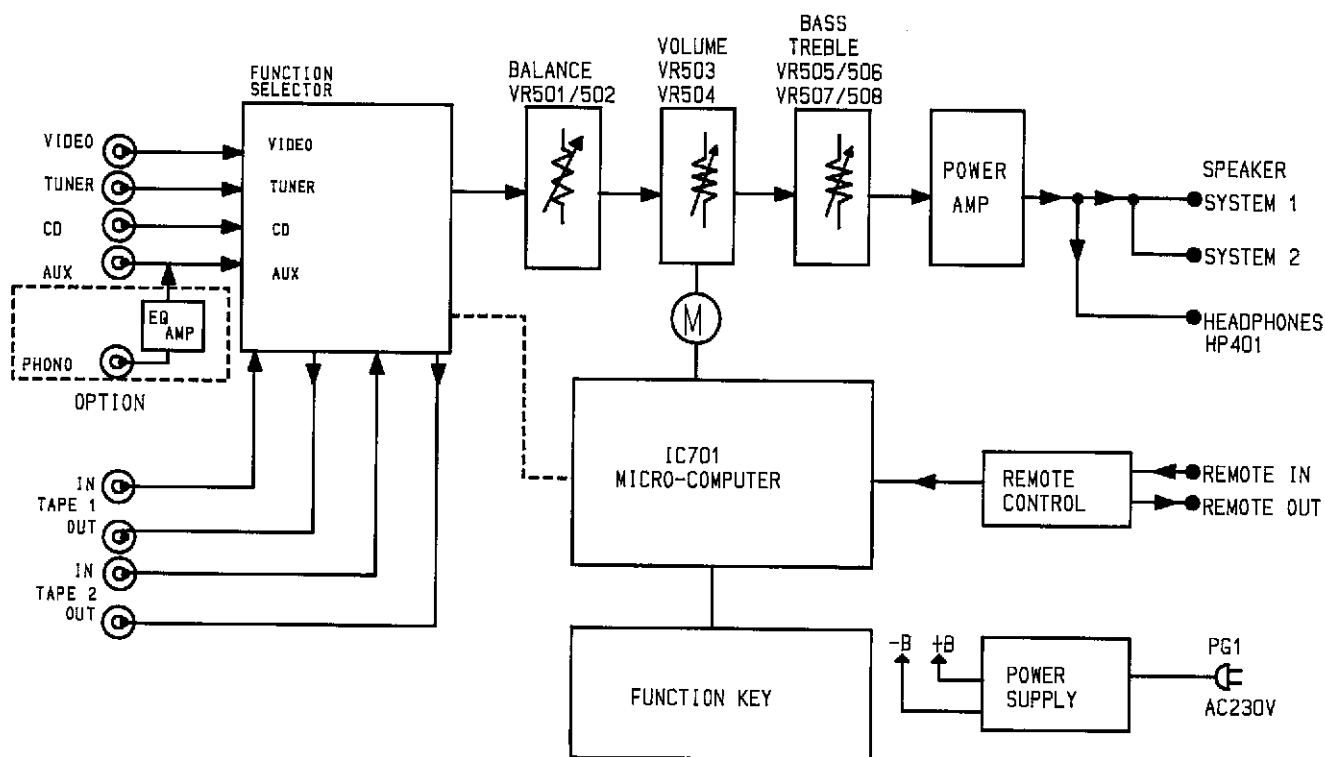 FUNCTION
SELECTOR
VIDEO
TUNER
CD
AUX
VIDEO
TUNER
CD
AUX
EQ
AMP
PHONO
OPTION
IN
TAPE 1
OUT
IN
TAPE 2
OUT
BALANCE
VR501/502
VOLUME
VR503
VR504
BASS
TREBLE
VR505/506
VR507/508
POWER
AMP
SPEAKER
SYSTEM 1
SYSTEM 2
HEADPHONES
HP401
M
IC701
MICRO-COMPUTER
REMOTE
CONTROL
REMOTE IN
REMOTE OUT
FUNCTION KEY
-B +B
POWER
SUPPLY
PG1
AC230V